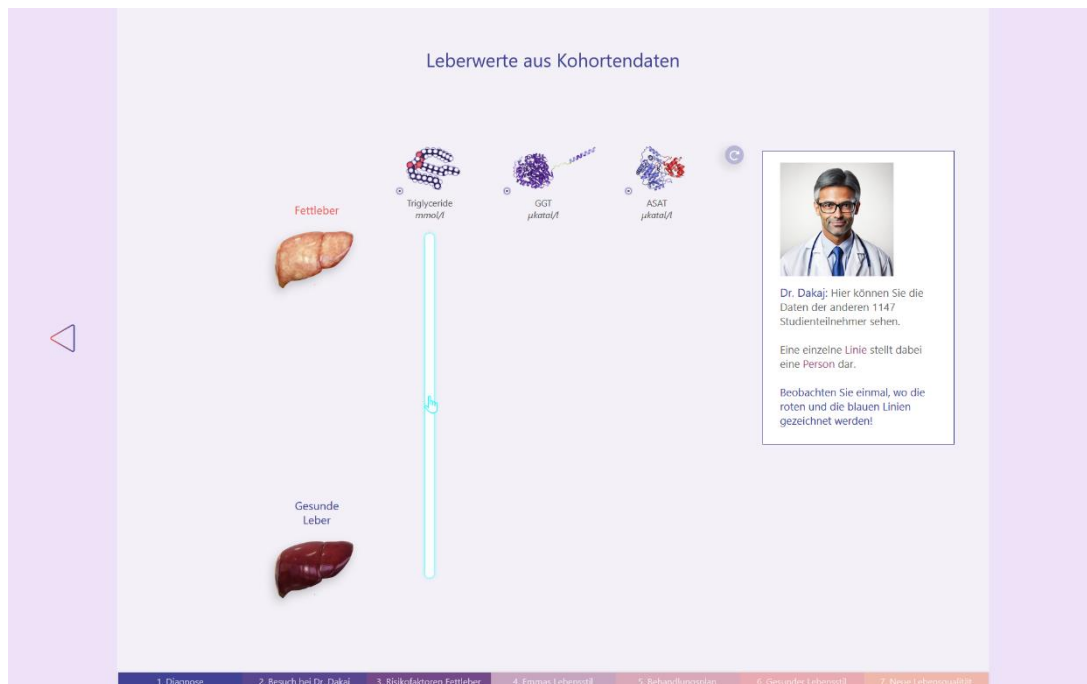 Leberwerte aus Kohortendaten
Fettleber
Triglyceride
mmol/l
GGT
µkatal/l
ASAT
µkatal/l
Dr. Dakaj: Hier können Sie die
Daten der anderen 1147
Studienteilnehmer sehen.
Eine einzelne Linie stellt dabei
eine Person dar.
Beobachten Sie einmal, wo die
roten und die blauen Linien
gezeichnet werden!
Gesunde
Leber
1. Diagnose
2. Besuch bei Dr. Dakaj
3. Risikofaktoren Fettleber
4. Emmas Lebensstil
5. Behandlungsplan
6. Gesunder Lebensstil
7. Neue Lebensqualität